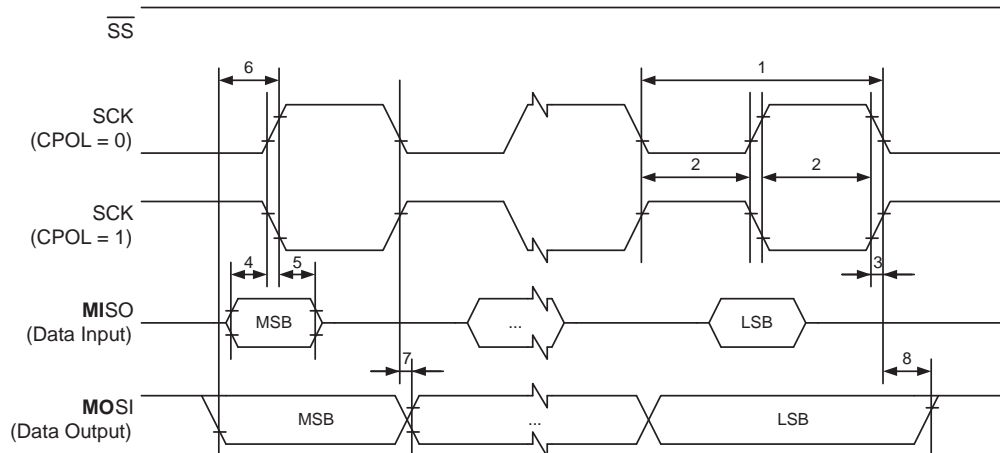 SS
6
1
SCK
(CPOL = 0)
2
2
SCK
(CPOL = 1)
4
5
3
MISO
(Data Input)
MSB
...
LSB
7
8
MOSI
(Data Output)
MSB
...
LSB